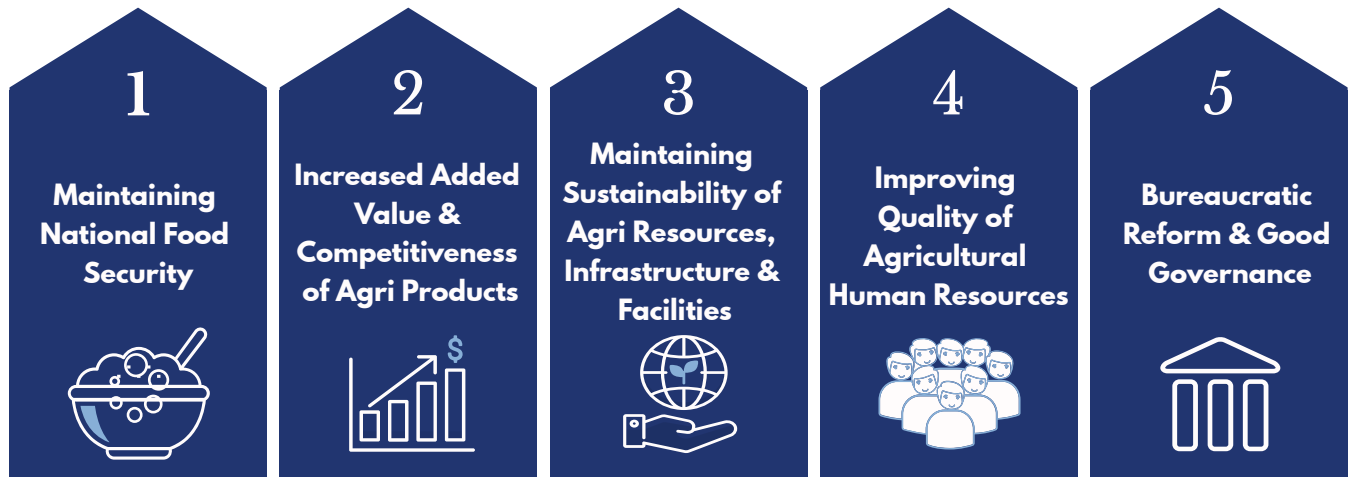 1
Maintaining
National Food
Security
2
Increased Added
Value &
Competitiveness
of Agri Products
$
3
Maintaining
Sustainability of
Agri Resources,
Infrastructure &
Facilities
4
Improving
Quality of
Agricultural
Human Resources
5
Bureaucratic
Reform & Good
Governance